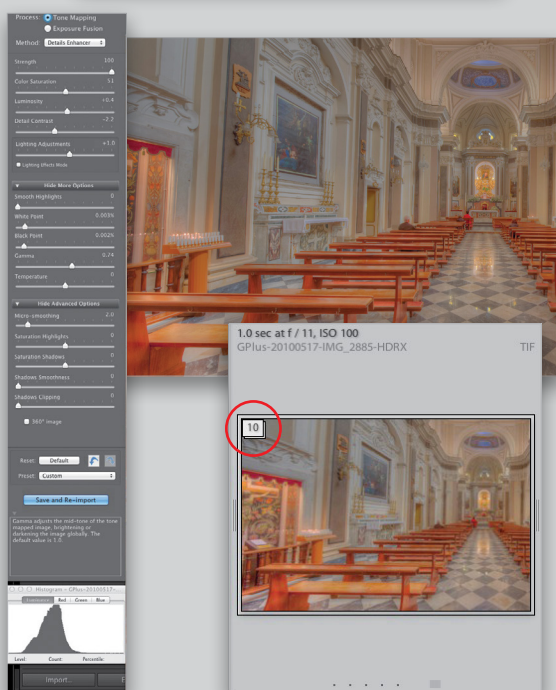 Process: Tone Mapping
Exposure Fusion
Method: Details Enhancer
Strength 100
Color Saturation 51
Luminosity +0.4
Detail Contrast -2.2
Lighting Adjustments +1.0
Lighting Effects Mode
Hide More Options
Smooth Highlights 0
White Point 0.003%
Black Point 0.002%
Gamma 0.74
Temperature 0
Hide Advanced Options
Micro-smoothing 2.0
Saturation Highlights 0
Saturation Shadows 0
Shadows Smoothness 0
Shadows Clipping 0
360° image
Reset: Default
Preset: Custom
Save and Re-import
Gamma adjusts the mid-tone of the tone
mapped image, brightening or
darkening the image globally. The
default value is 1.0.
Histogram - GPlus-20100517-...
Luminance Red Green Blue
Level: Count: Percentile:
Import...
1.0 sec at f / 11, ISO 100
GPlus-20100517-IMG_2885-HDRX TIF
10